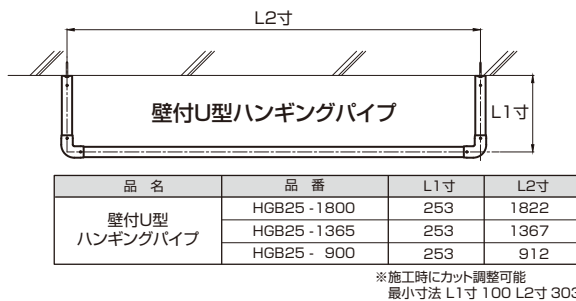 L2寸
壁付U型ハンギングパイプ
L1寸
品 名 品 番 L1寸 L2寸
壁付U型
ハンギングパイプ
HGB25 -1800 253 1822
HGB25 -1365 253 1367
HGB25 - 900 253 912
※施工時にカット調整可能
最小寸法 L1寸 100 L2寸 303